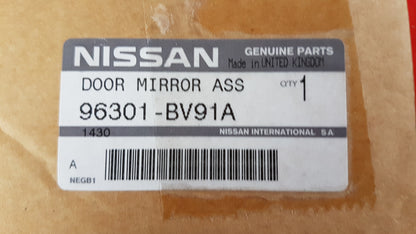 NISSAN GENUINE PARTS
Made in UNITED KINGDOM
DOOR MIRROR ASS QTY 1
96301-BV91A
1430 NISSAN INTERNATIONAL SA
A
NEGB1